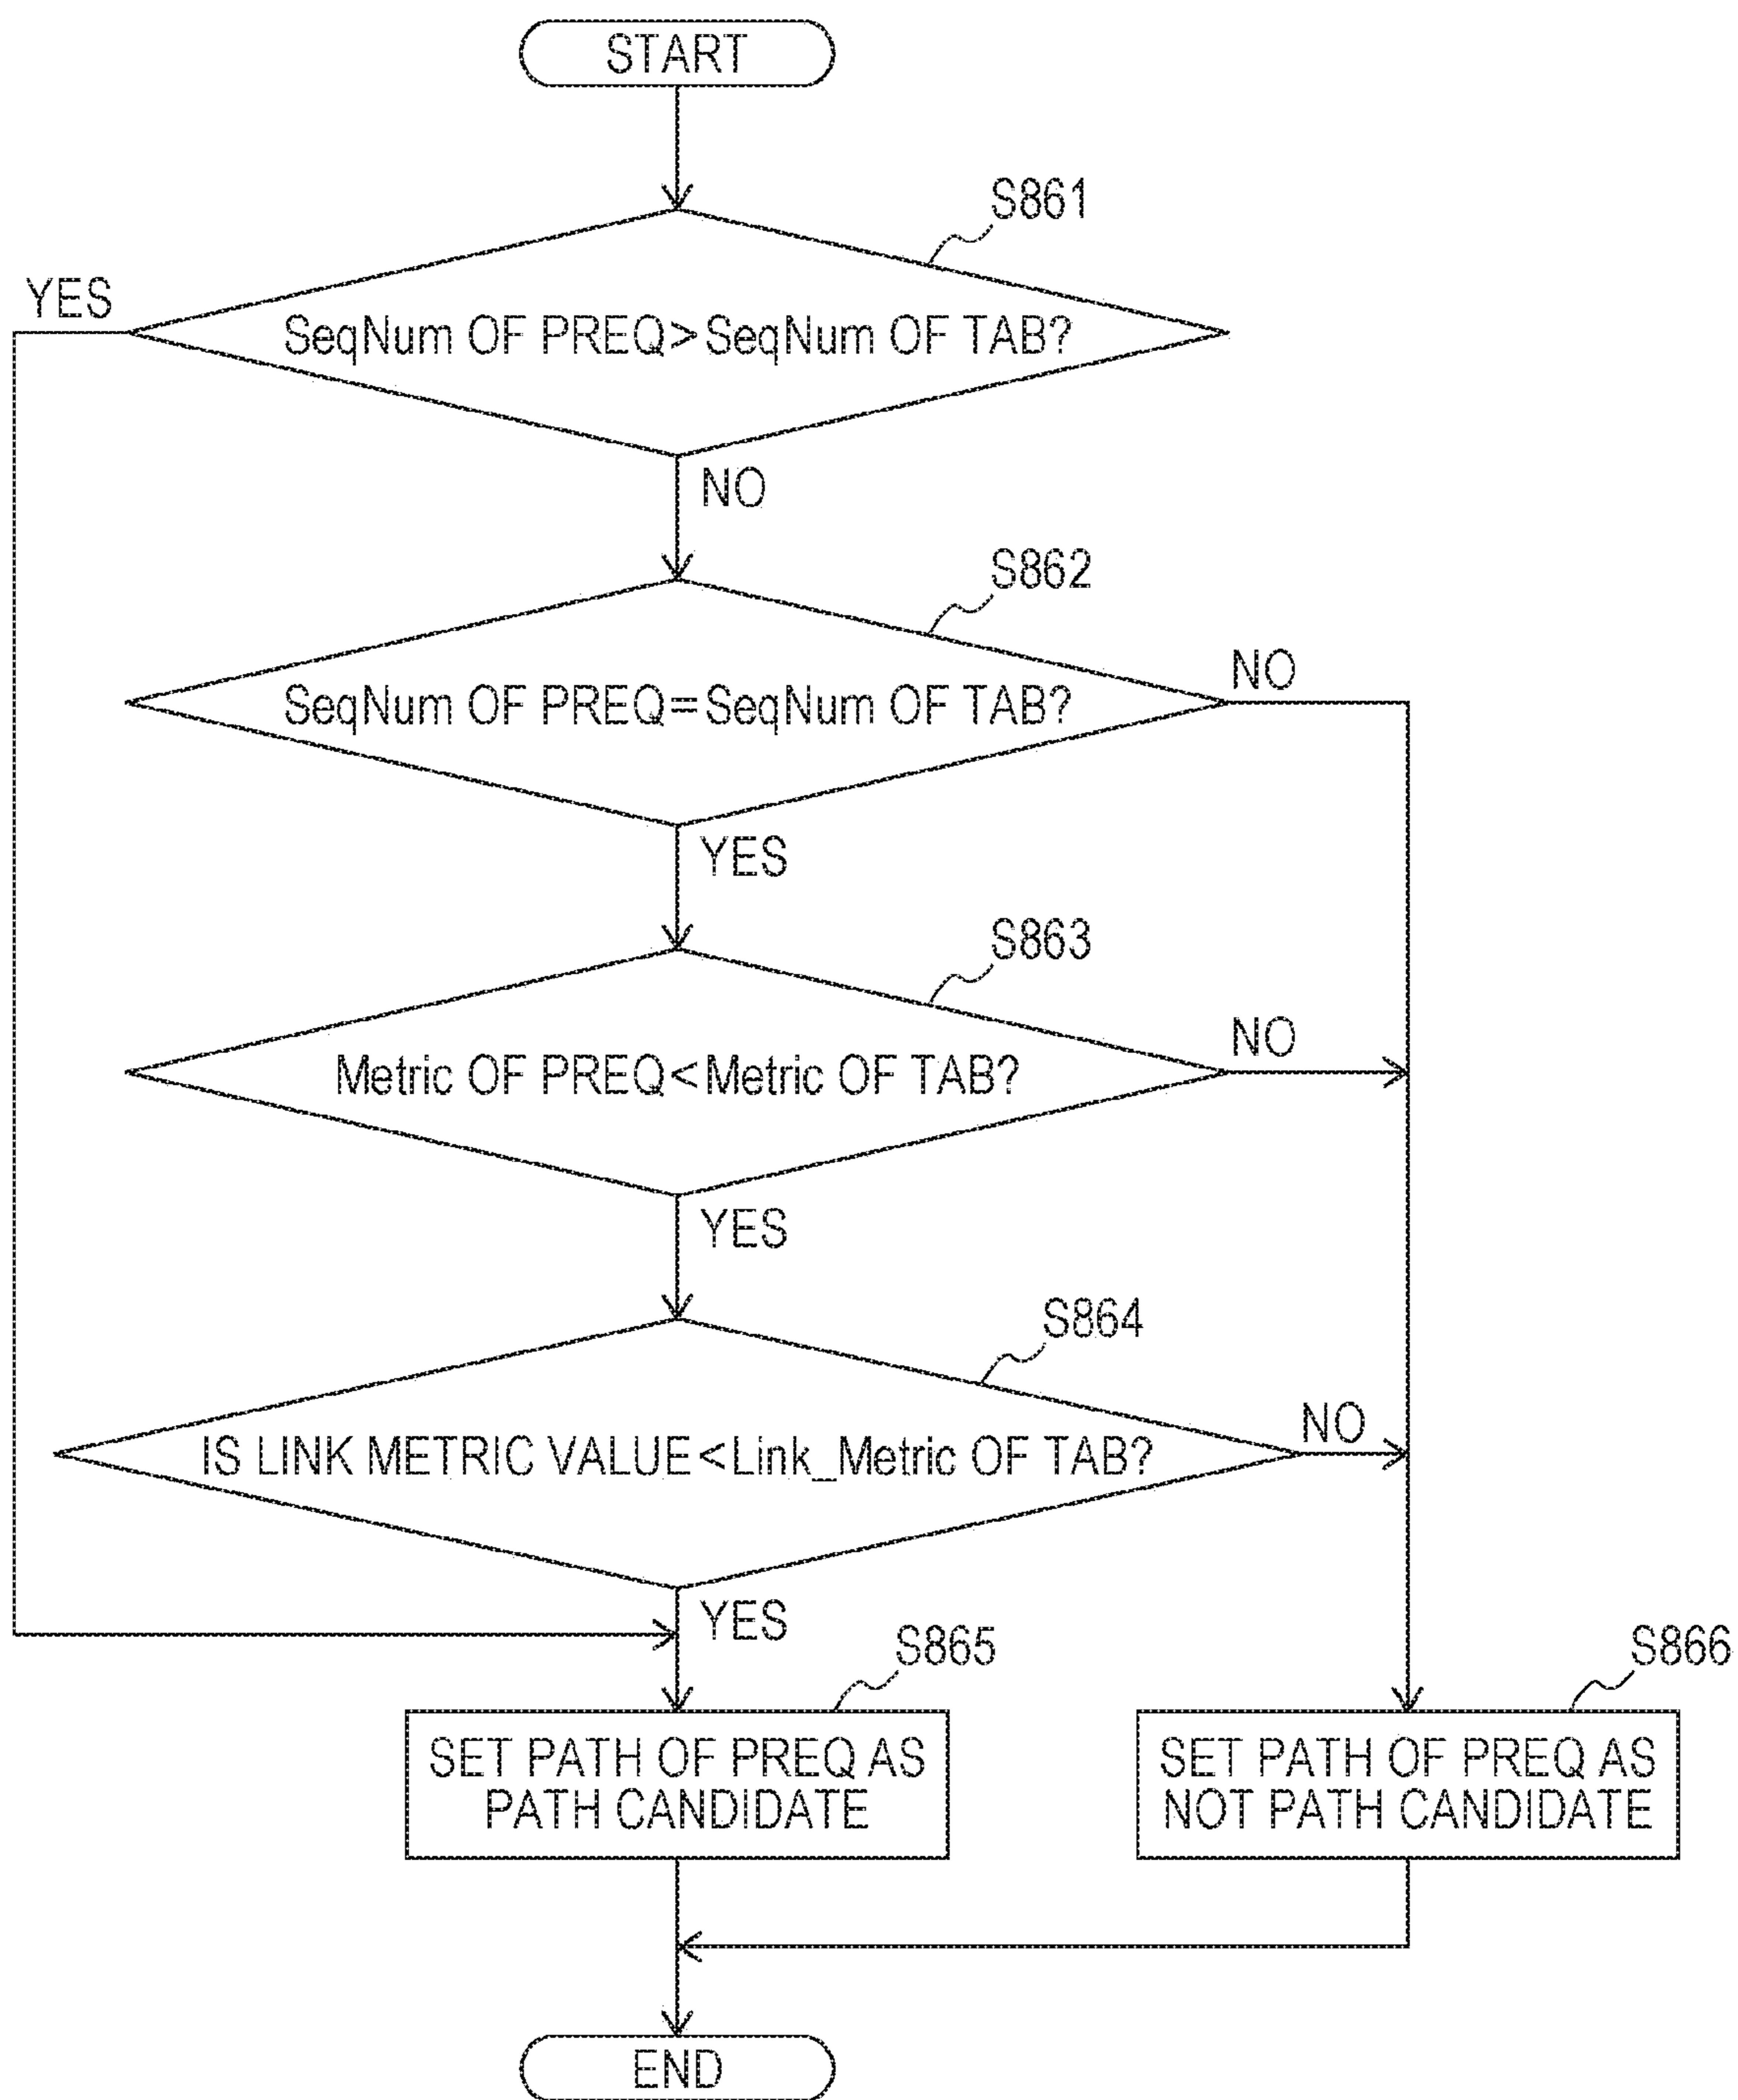 START
S861
YES
SeqNum OF PREQ>SeqNum OF TAB?
NO
S862
NO
SeqNum OF PREQ=SeqNum OF TAB?
YES
S863
NO
Metric OF PREQ<Metric OF TAB?
YES
S864
NO
IS LINK METRIC VALUE<Link_Metric OF TAB?
YES
S865
S866
SET PATH OF PREQ AS
PATH CANDIDATE
SET PATH OF PREQ AS
NOT PATH CANDIDATE
END